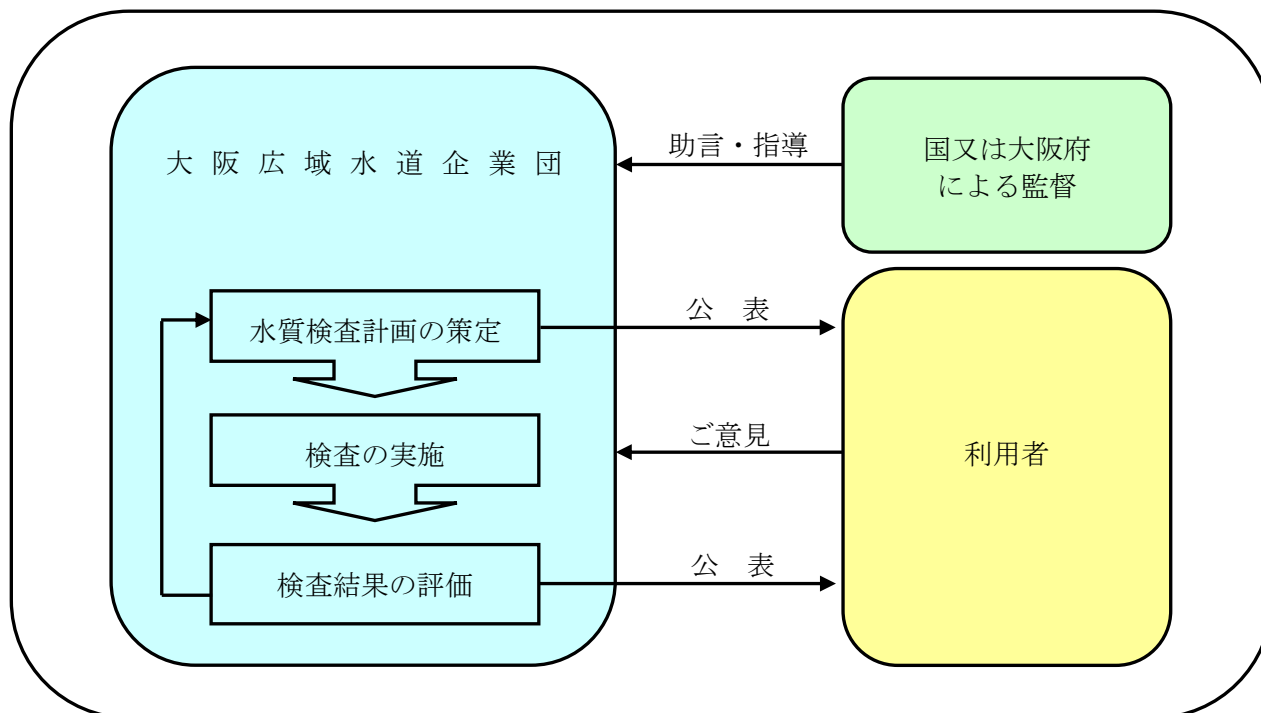 大阪広域水道企業団
助言・指導
国又は大阪府
による監督
水質検査計画の策定
公表
検査の実施
ご意見
利用者
検査結果の評価
公表